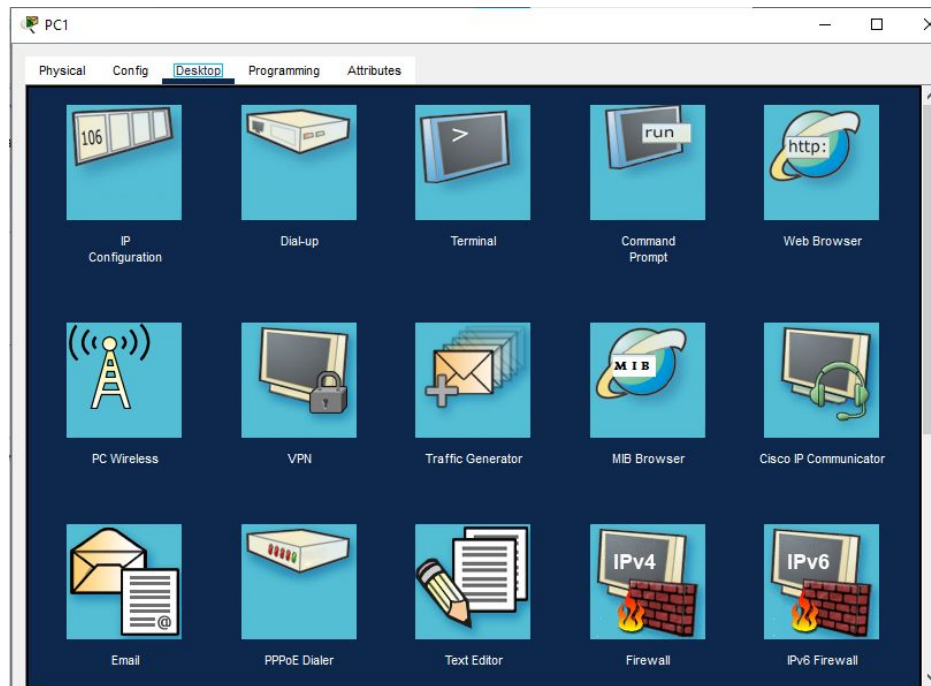 PC1
Physical Config Desktop Programming Attributes
106
>
run
http:
IP
Configuration
Dial-up
Terminal
Command
Prompt
Web Browser
MIB
PC Wireless
VPN
Traffic Generator
MIB Browser
Cisco IP Communicator
@
IPv4
IPv6
Email
PPPoE Dialer
Text Editor
Firewall
IPv6 Firewall